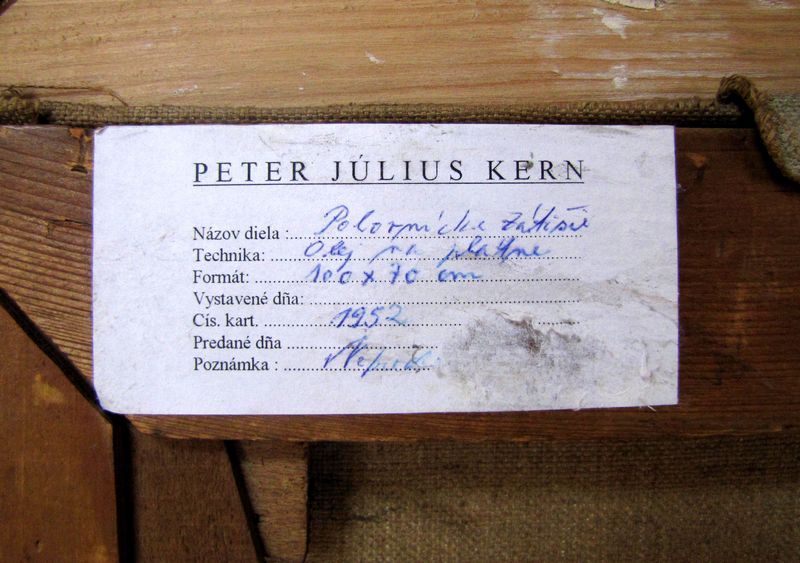 PETER JÚLIUS KERN
Názov diela : Polovnícke Zátišie
Technika: Olej na plátne
Formát: 100 x 70 cm
Vystavené dňa:
Cís. kart. 1952
Predané dňa
Poznámka :